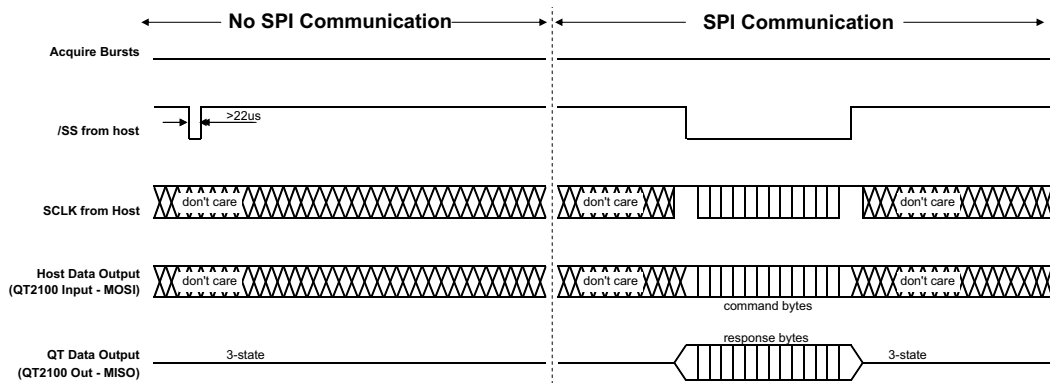 No SPI Communication
SPI Communication
Acquire Bursts
/SS from host
>22us
SCLK from Host
don't care
don't care
don't care
Host Data Output
(QT2100 Input - MOSI)
don't care
don't care
don't care
command bytes
QT Data Output
(QT2100 Out - MISO)
3-state
response bytes
3-state